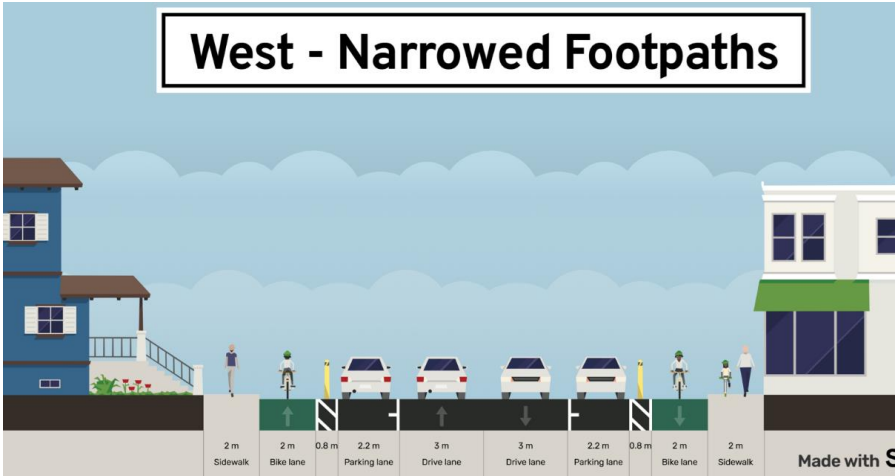 West - Narrowed Footpaths
2 m 2 m 0.8 m 2.2 m 3 m 3 m 2.2 m 0.8 m 2 m 2 m
Sidewalk Bike lane Parking lane Drive lane Drive lane Parking lane Bike lane Sidewalk
Made with